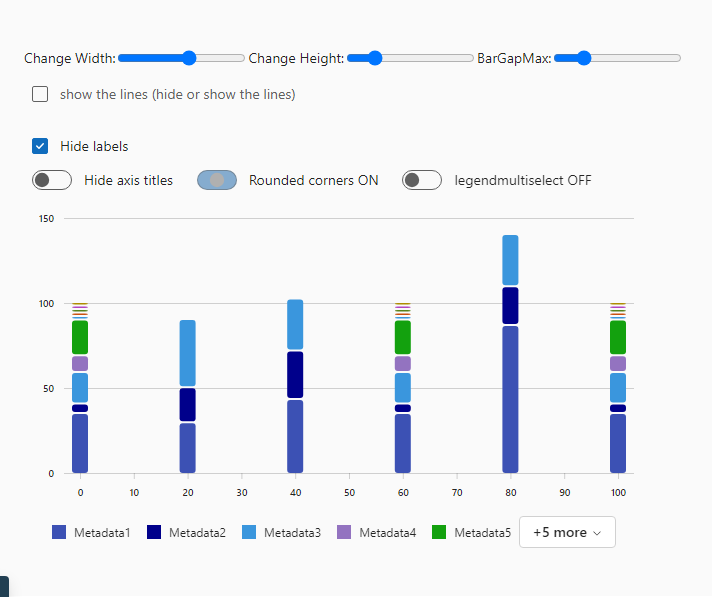 Change Width: Change Height: BarGapMax:
show the lines (hide or show the lines)
Hide labels
Hide axis titles Rounded corners ON legendmultiselect OFF
150
100
50
0
0 10 20 30 40 50 60 70 80 90 100
Metadata1 Metadata2 Metadata3 Metadata4 Metadata5 +5 more